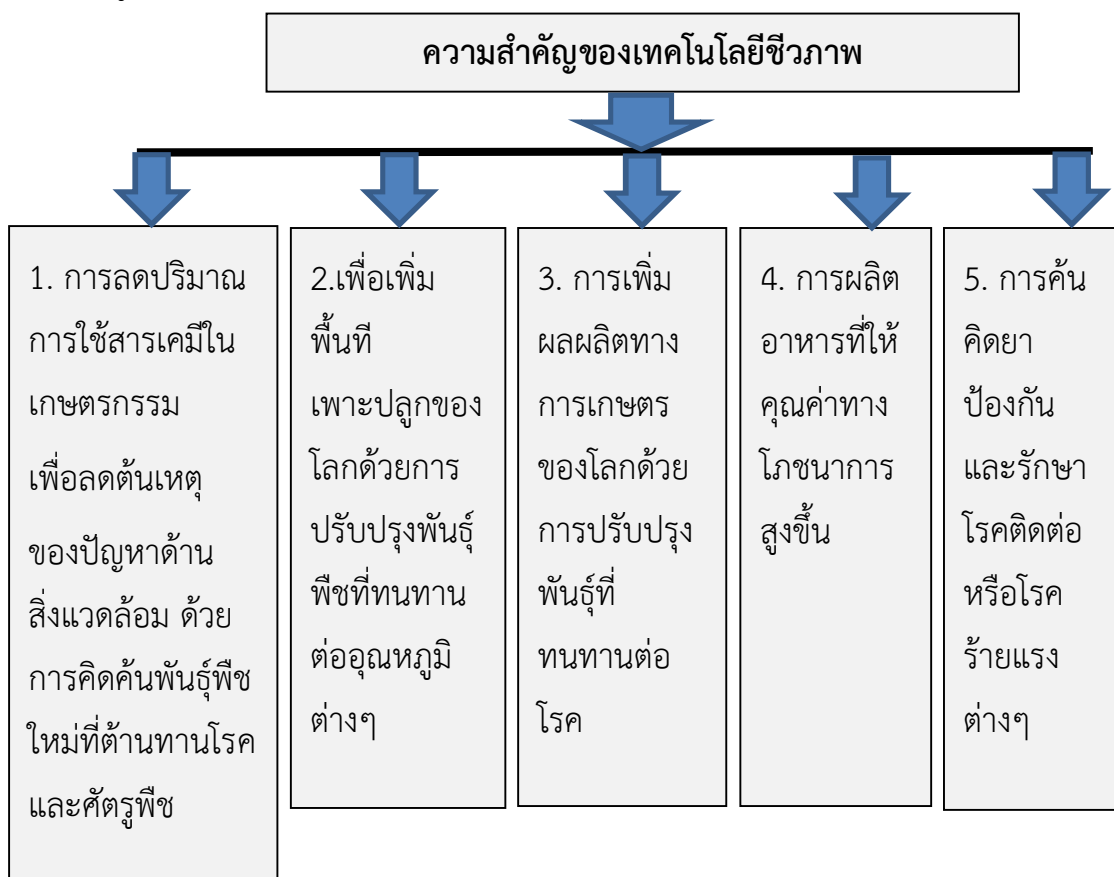 ความสำคัญของเทคโนโลยีชีวภาพ
1. การลดปริมาณ
การใช้สารเคมีใน
เกษตรกรรม
เพื่อลดต้นเหตุ
ของปัญหาด้าน
สิ่งแวดล้อม ด้วย
การคิดค้นพันธุ์พืช
ใหม่ที่ต้านทานโรค
และศัตรูพืช
2.เพื่อเพิ่ม
พื้นที
เพาะปลูกของ
โลกด้วยการ
ปรับปรุงพันธุ์
พืชที่ทนทาน
ต่ออุณหภูมิ
ต่างๆ
3. การเพิ่ม
ผลผลิตทาง
การเกษตร
ของโลกด้วย
การปรับปรุง
พันธุ์ที่
ทนทานต่อ
โรค
4. การผลิต
อาหารที่ให้
คุณค่าทาง
โภชนาการ
สูงขึ้น
5. การค้น
คิดยา
ป้องกัน
และรักษา
โรคติดต่อ
หรือโรค
ร้ายแรง
ต่างๆ